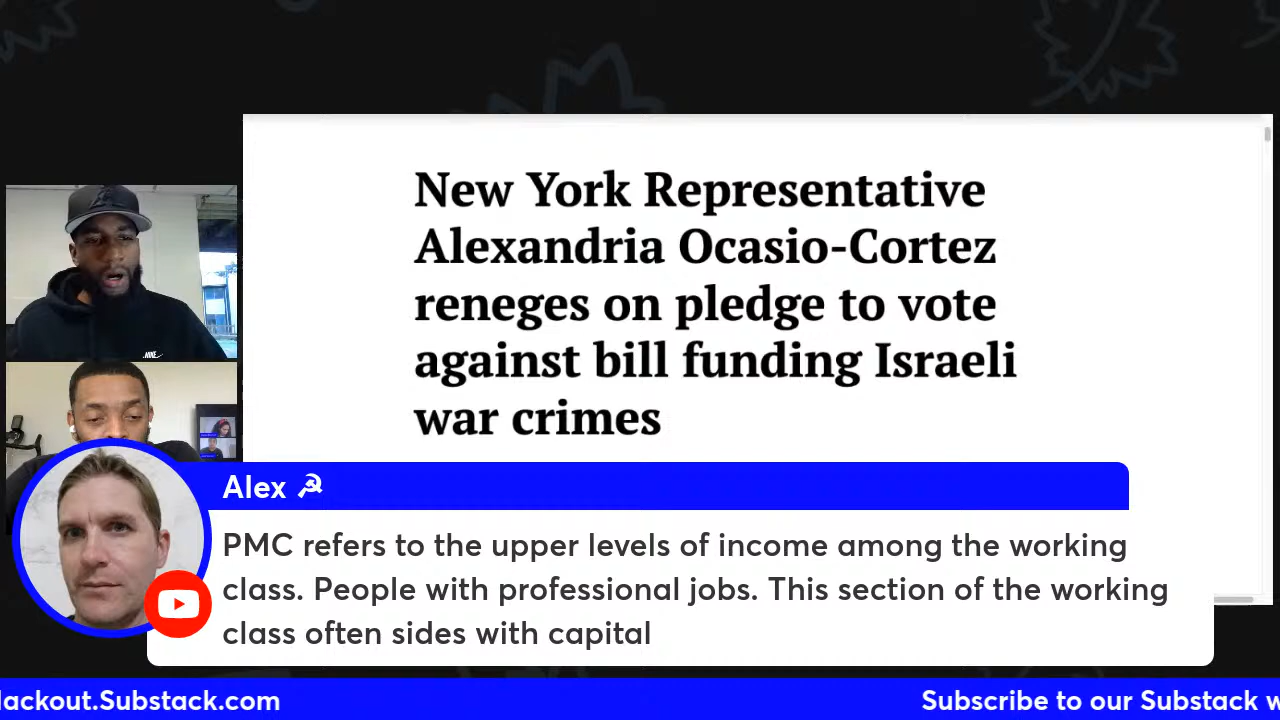 New York Representative
Alexandria Ocasio-Cortez
reneges on pledge to vote
against bill funding Israeli
war crimes
NIKE
Alex ☭
PMC refers to the upper levels of income among the working
class. People with professional jobs. This section of the working
class often sides with capital
lackout.Substack.com
Subscribe to our Substack w